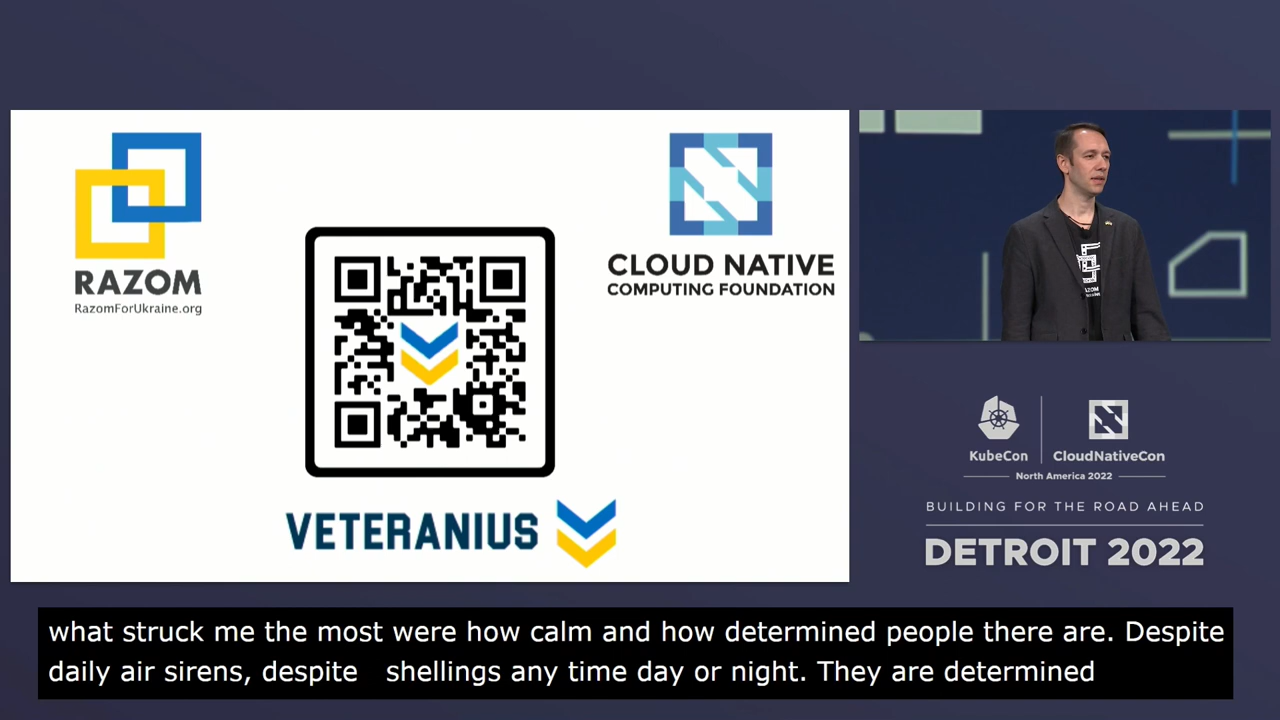 RAZOM
RazomForUkraine.org
CLOUD NATIVE
COMPUTING FOUNDATION
VETERANIUS
RAZOM
KubeCon
CloudNativeCon
North America 2022
BUILDING FOR THE ROAD AHEAD
DETROIT 2022
what struck me the most were how calm and how determined people there are. Despite
daily air sirens, despite shellings any time day or night. They are determined